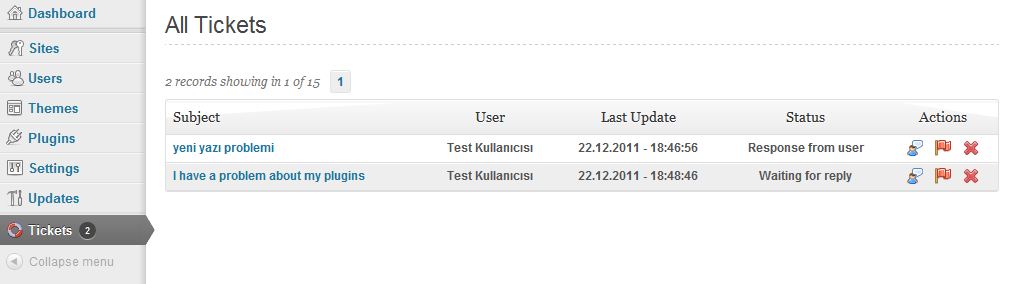 Dashboard
Sites
Users
Themes
Plugins
Settings
Updates
Tickets 2
Collapse menu
All Tickets
2 records showing in 1 of 15 1
Subject User Last Update Status Actions
yeni yazı problemi Test Kullanıcısı 22.12.2011 - 18:46:56 Response from user
I have a problem about my plugins Test Kullanıcısı 22.12.2011 - 18:48:46 Waiting for reply